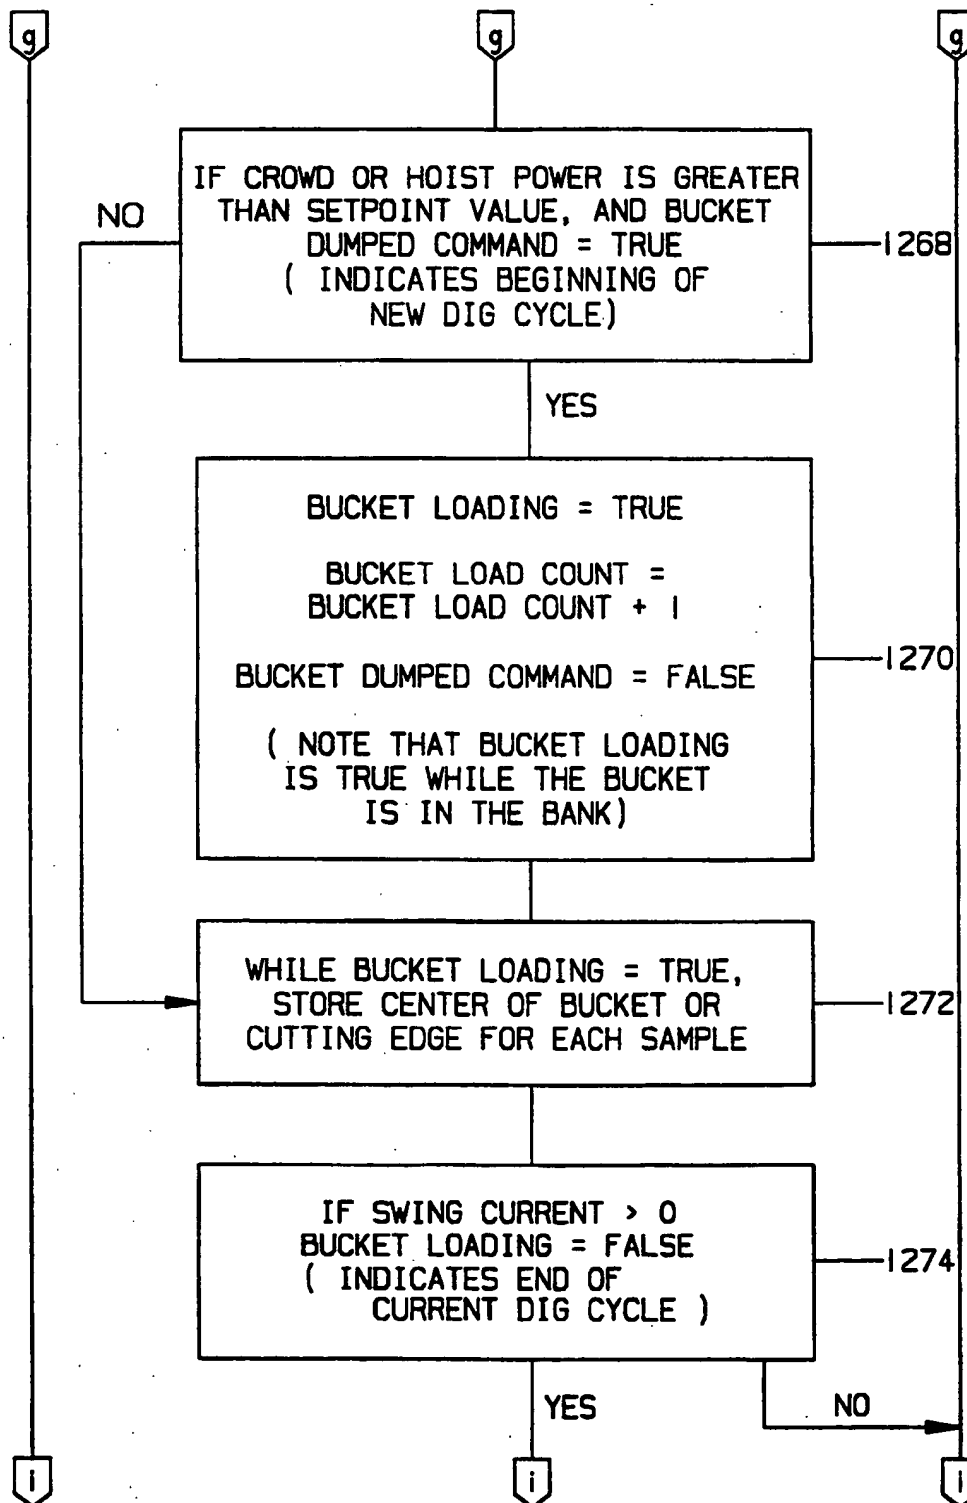 g
g
g
IF CROWD OR HOIST POWER IS GREATER
THAN SETPOINT VALUE, AND BUCKET
DUMPED COMMAND = TRUE
( INDICATES BEGINNING OF
NEW DIG CYCLE)
NO
1268
YES
BUCKET LOADING = TRUE
BUCKET LOAD COUNT =
BUCKET LOAD COUNT + 1
BUCKET DUMPED COMMAND = FALSE
( NOTE THAT BUCKET LOADING
IS TRUE WHILE THE BUCKET
IS IN THE BANK)
1270
WHILE BUCKET LOADING = TRUE,
STORE CENTER OF BUCKET OR
CUTTING EDGE FOR EACH SAMPLE
1272
IF SWING CURRENT > 0
BUCKET LOADING = FALSE
( INDICATES END OF
CURRENT DIG CYCLE )
1274
YES
NO
i
i
i